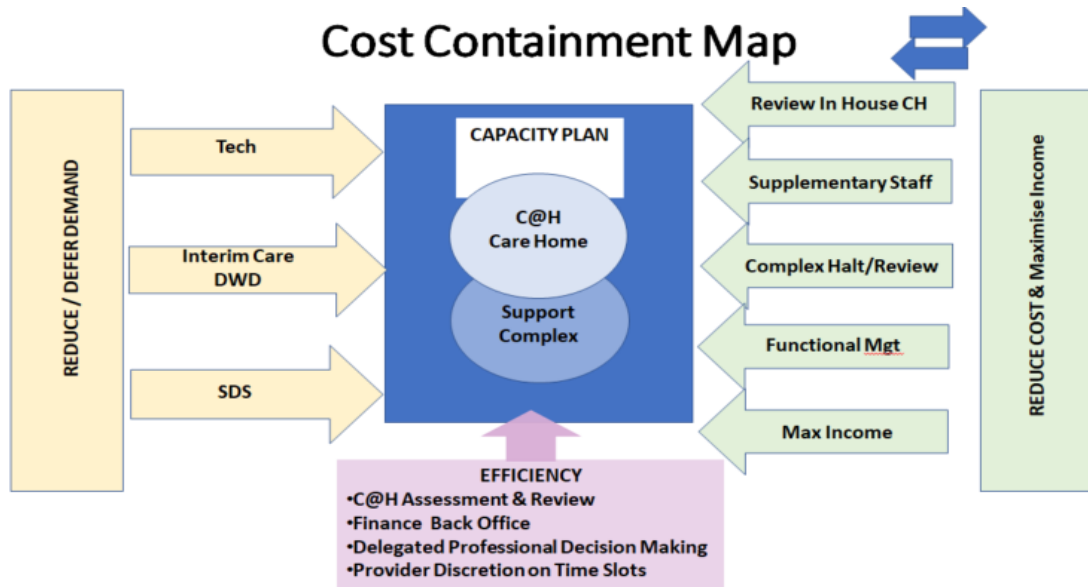 Cost Containment Map
REDUCE / DEFER DEMAND
Tech
Interim Care
DWD
SDS
CAPACITY PLAN
C@H
Care Home
Support
Complex
Review In House CH
Supplementary Staff
Complex Halt/Review
Functional Mgt
Max Income
REDUCE COST & Maximise Income
EFFICIENCY
•C@H Assessment & Review
•Finance Back Office
•Delegated Professional Decision Making
•Provider Discretion on Time Slots